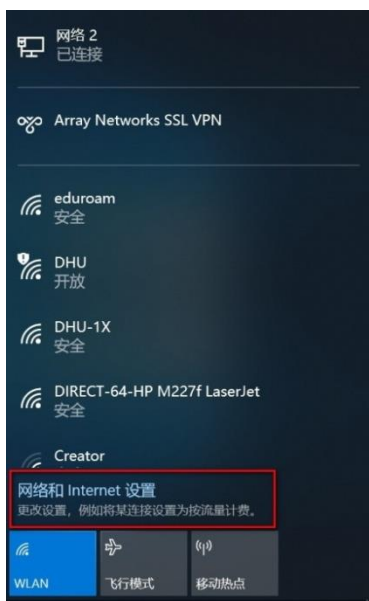 网络 2
已连接
Array Networks SSL VPN
eduroam
安全
DHU
开放
DHU-1X
安全
DIRECT-64-HP M227f LaserJet
安全
Creator
网络和 Internet 设置
更改设置，例如将某连接设置为按流量计费。
WLAN
飞行模式
移动热点